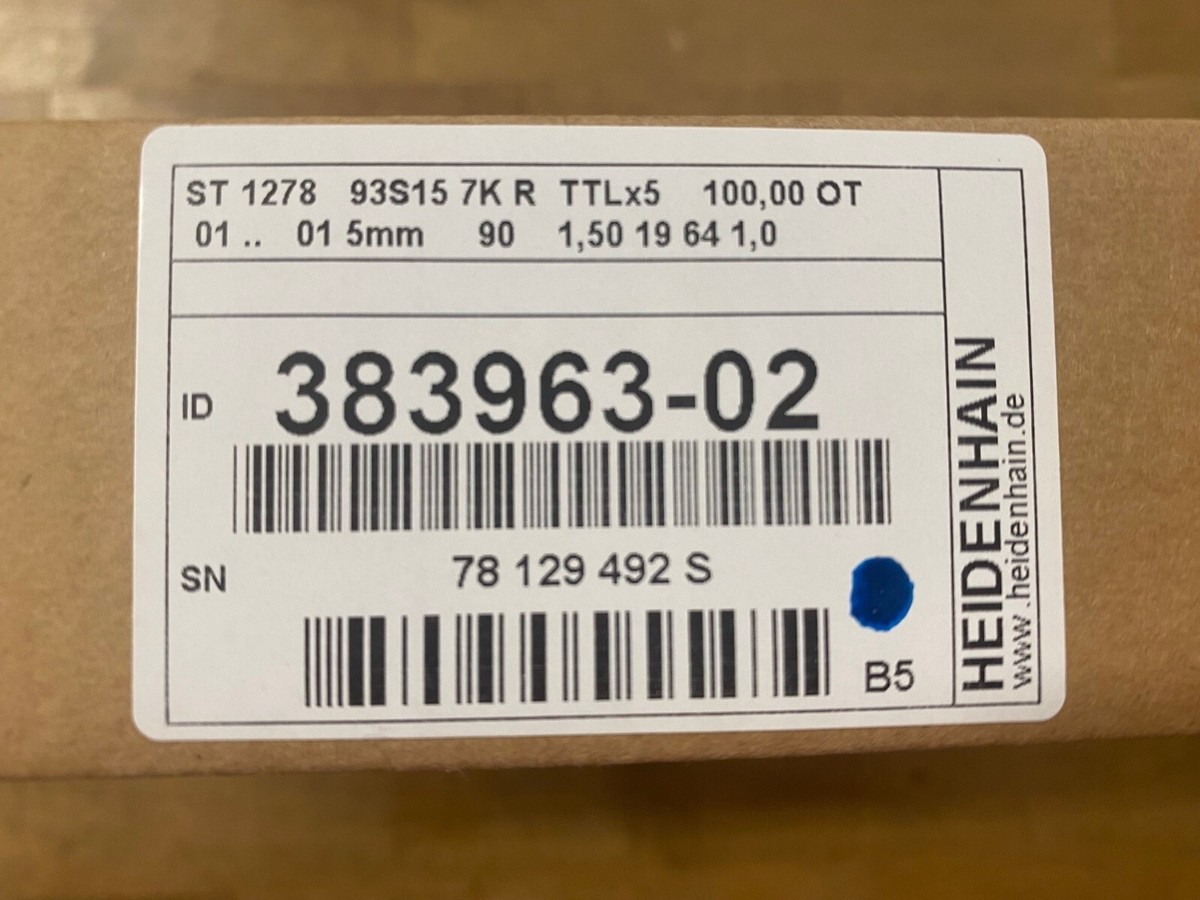 ST 1278 93S15 7K R TTLx5 100,00 OT
01 .. 01 5mm 90 1,50 19 64 1,0
ID 383963-02
SN 78 129 492 S
B5
HEIDENHAIN
www.heidenhain.de